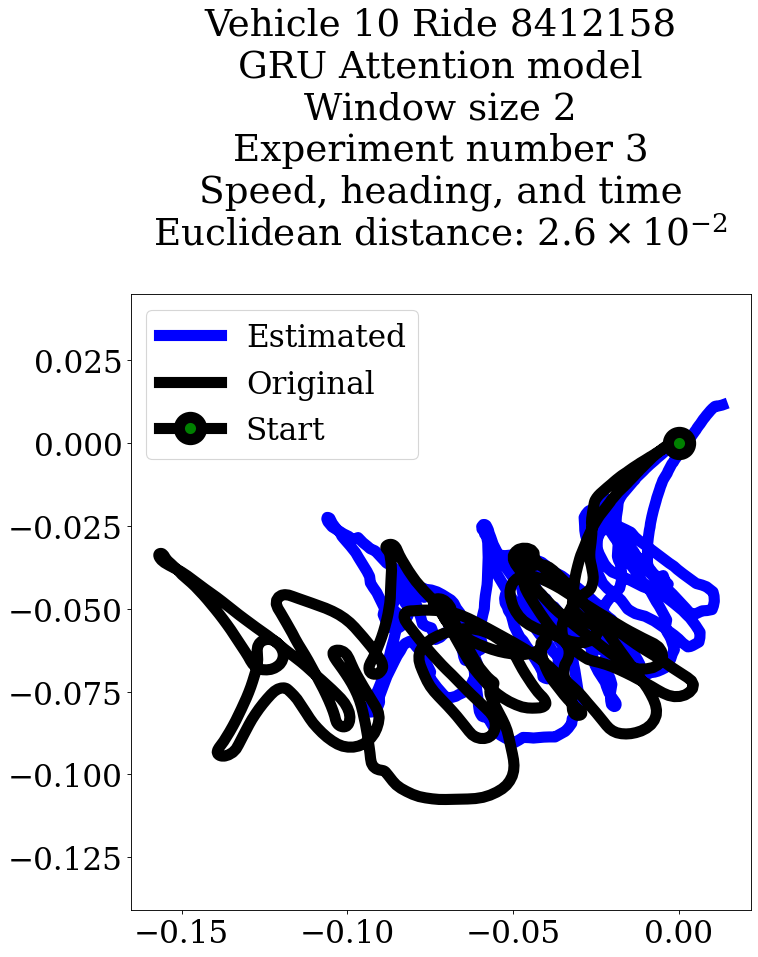 Vehicle 10 Ride 8412158
GRU Attention model
Window size 2
Experiment number 3
Speed, heading, and time
Euclidean distance: 2.6 × 10⁻²
Estimated
Original
Start
0.025
0.000
−0.025
−0.050
−0.075
−0.100
−0.125
−0.15 −0.10 −0.05 0.00